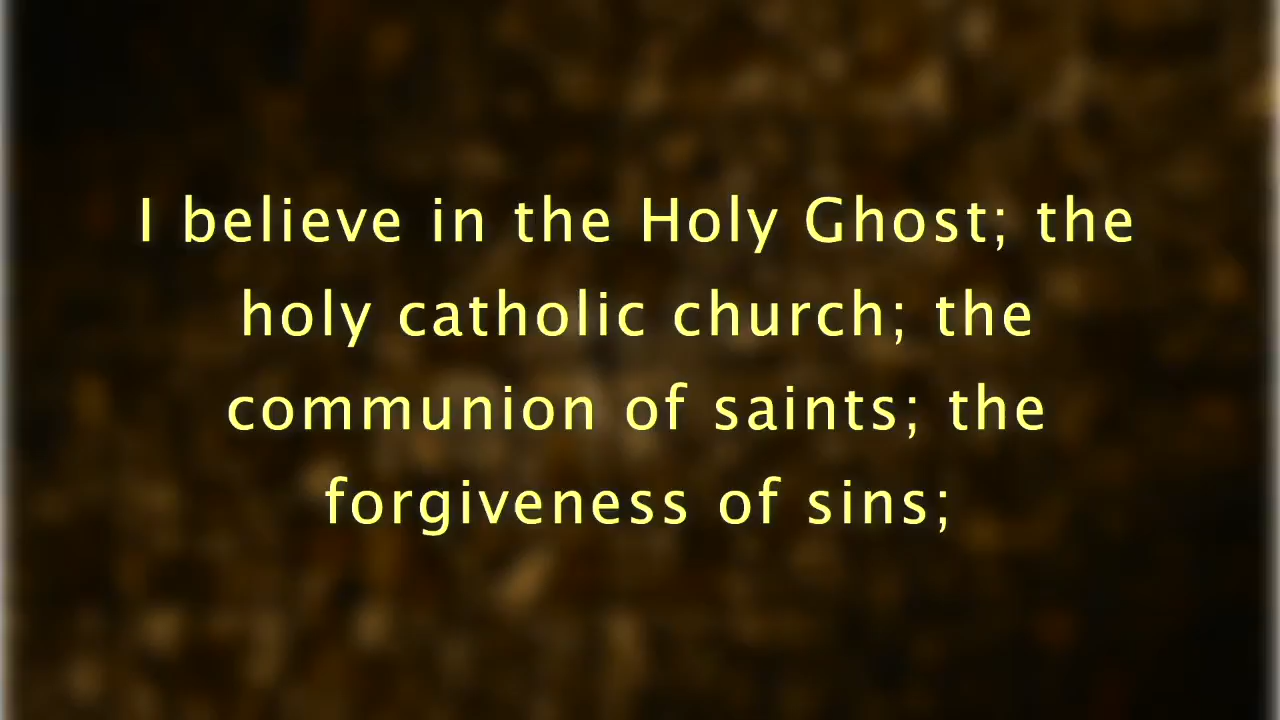 I believe in the Holy Ghost; the
holy catholic church; the
communion of saints; the
forgiveness of sins;